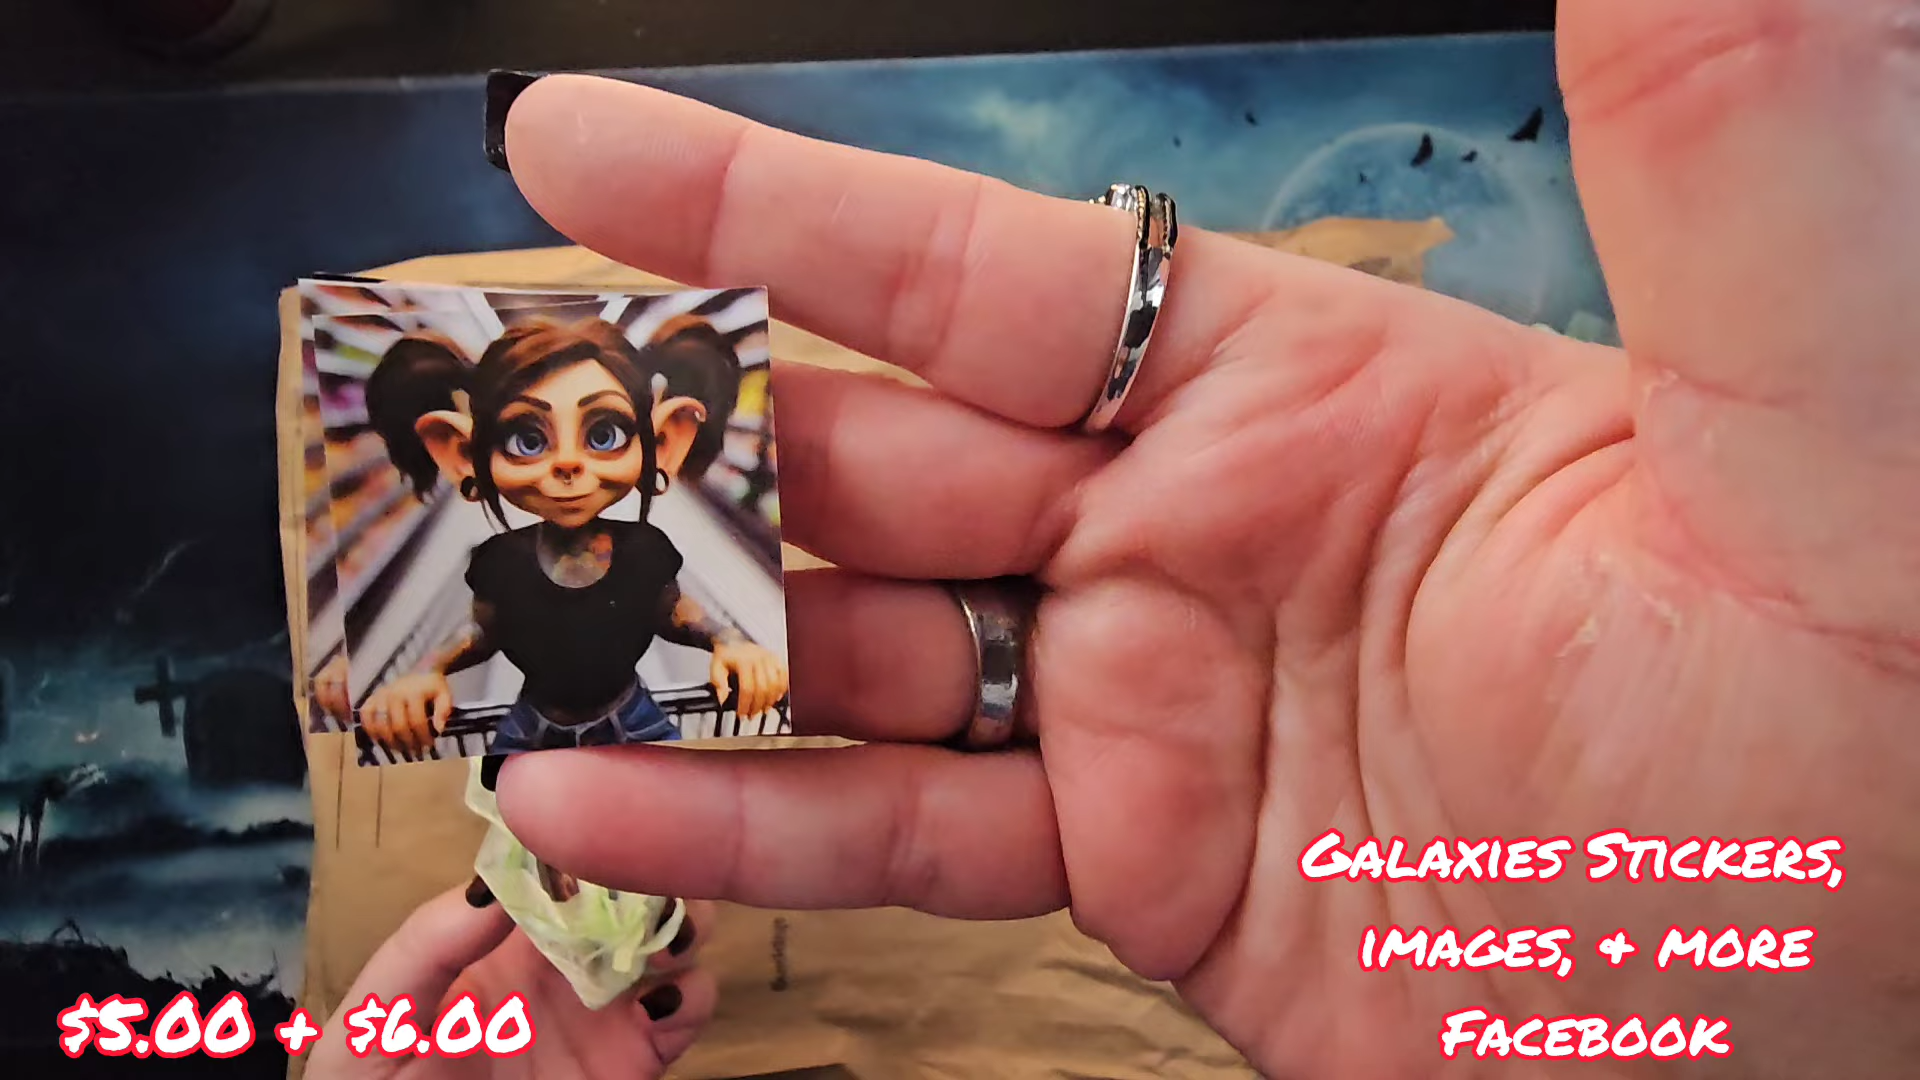 Galaxies Stickers,
images, & more
Facebook
$5.00 + $6.00